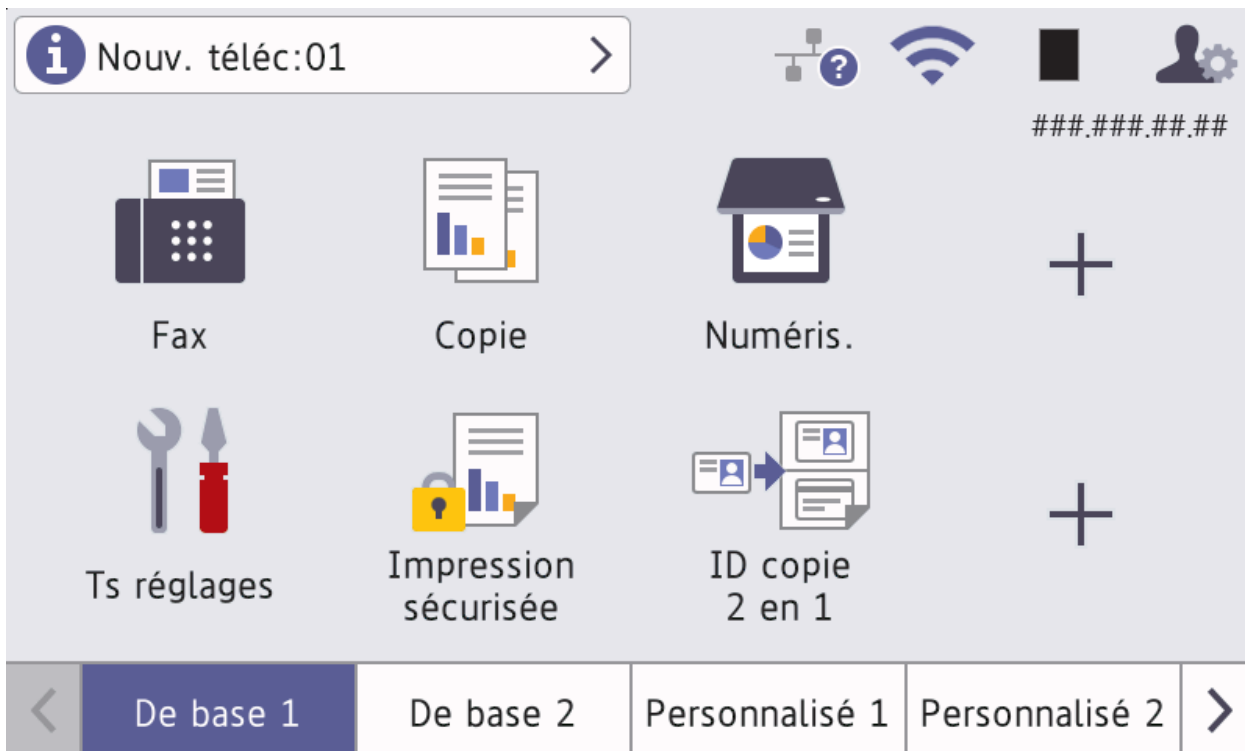 Nouv. téléc:01
###.###.##.##
Fax
Copie
Numéris.
Ts réglages
Impression
sécurisée
ID copie
2 en 1
De base 1
De base 2
Personnalisé 1
Personnalisé 2